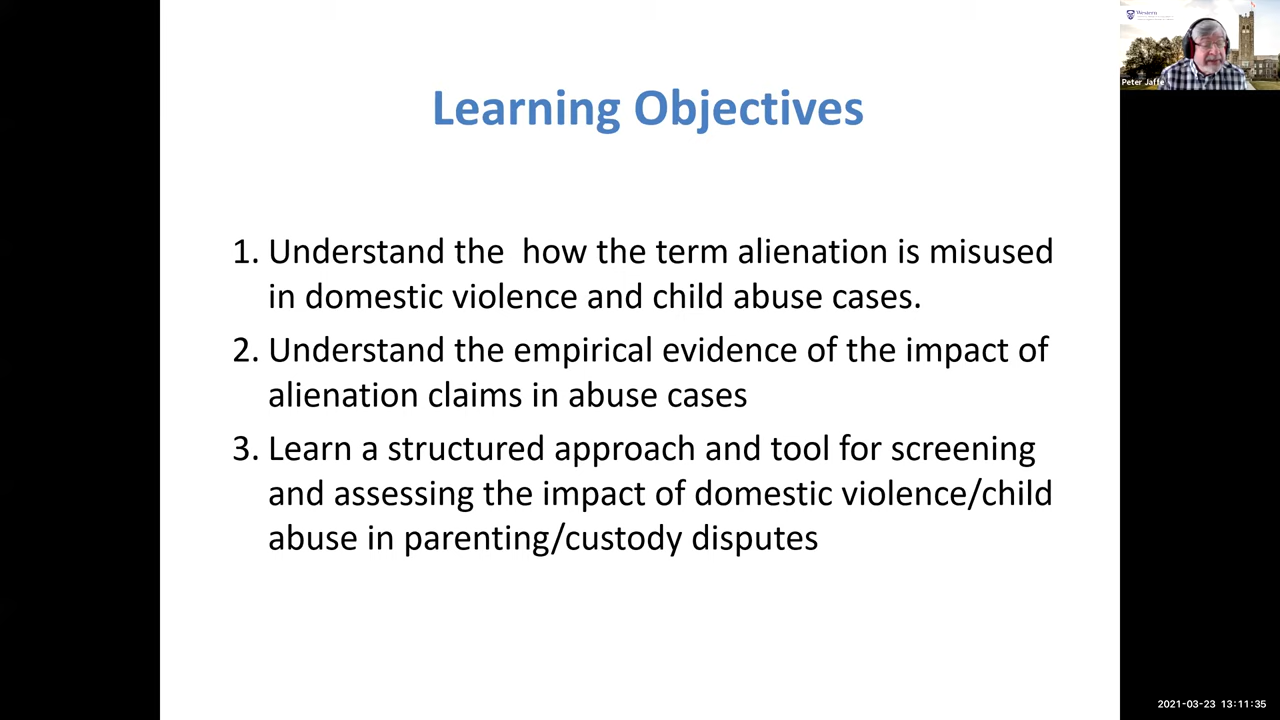 Western
Peter Jaffe
Learning Objectives
1. Understand the  how the term alienation is misused
in domestic violence and child abuse cases.
2. Understand the empirical evidence of the impact of
alienation claims in abuse cases
3. Learn a structured approach and tool for screening
and assessing the impact of domestic violence/child
abuse in parenting/custody disputes
2021-03-23 13:11:35